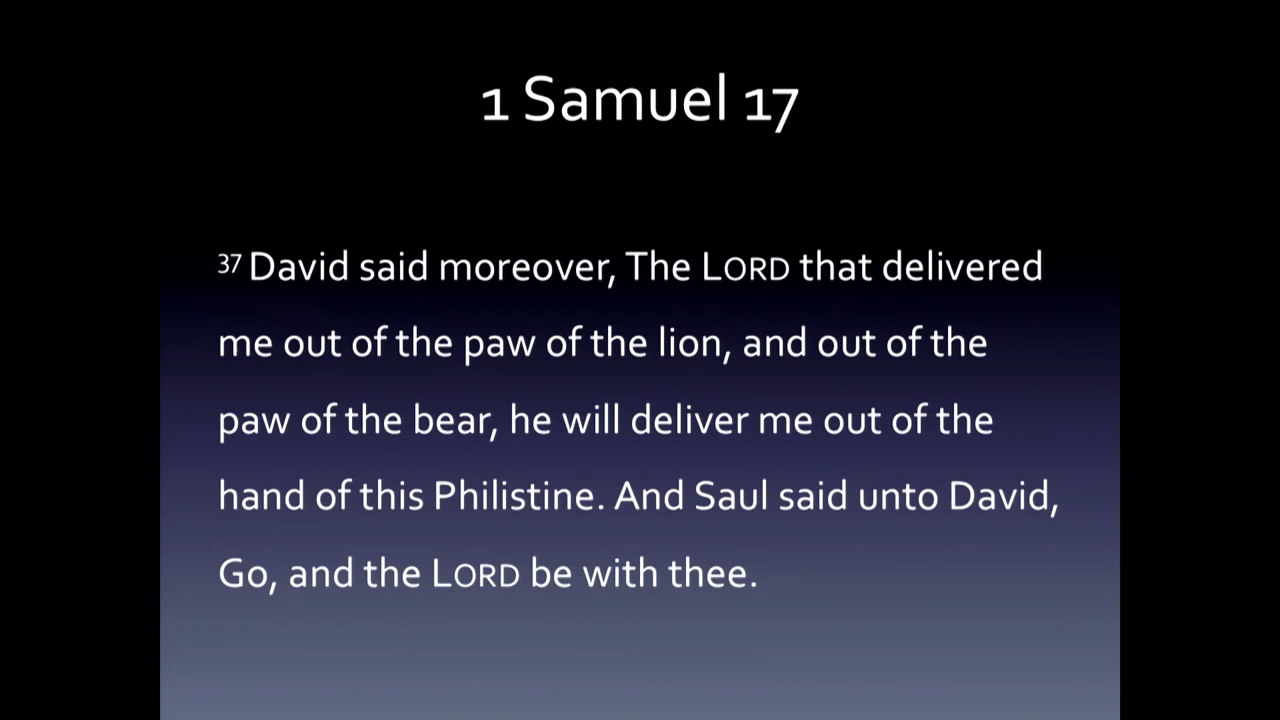 1 Samuel 17
37 David said moreover, The LORD that delivered
me out of the paw of the lion, and out of the
paw of the bear, he will deliver me out of the
hand of this Philistine. And Saul said unto David,
Go, and the LORD be with thee.